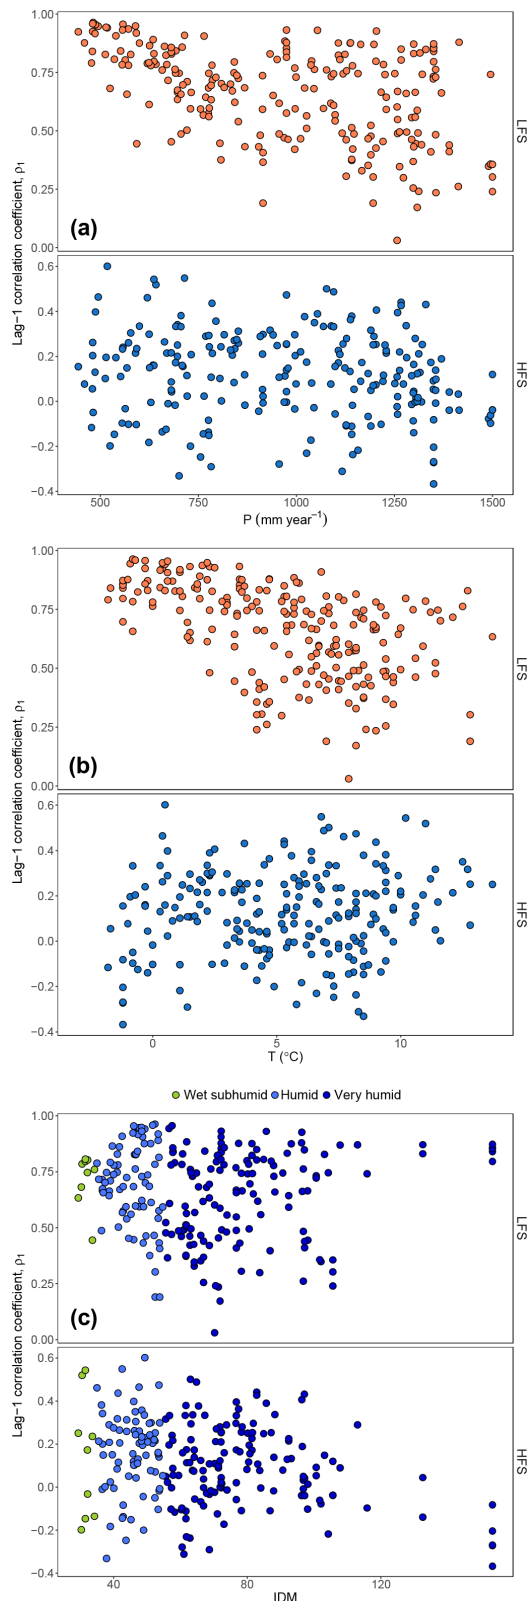 1.00
0.75
0.50
0.25
0.00
LFS
(a)
Lag−1 correlation coefficient, ρ1
0.6
0.4
0.2
0.0
−0.2
−0.4
HFS
500 750 1000 1250 1500
P (mm year−1)
1.00
0.75
0.50
0.25
0.00
LFS
(b)
Lag−1 correlation coefficient, ρ1
0.6
0.4
0.2
0.0
−0.2
−0.4
HFS
0 5 10
T (°C)
Wet subhumid Humid Very humid
1.00
0.75
0.50
0.25
0.00
LFS
(c)
Lag−1 correlation coefficient, ρ1
0.6
0.4
0.2
0.0
−0.2
−0.4
HFS
40 80 120
IDM